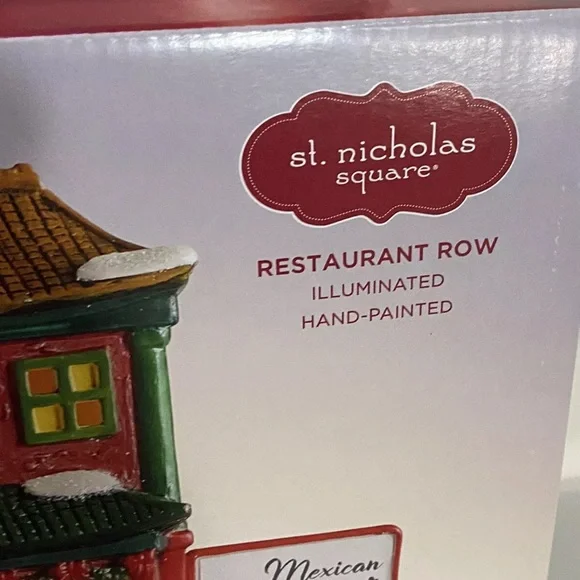 st. nicholas
square®
RESTAURANT ROW
ILLUMINATED
HAND-PAINTED
Mexican